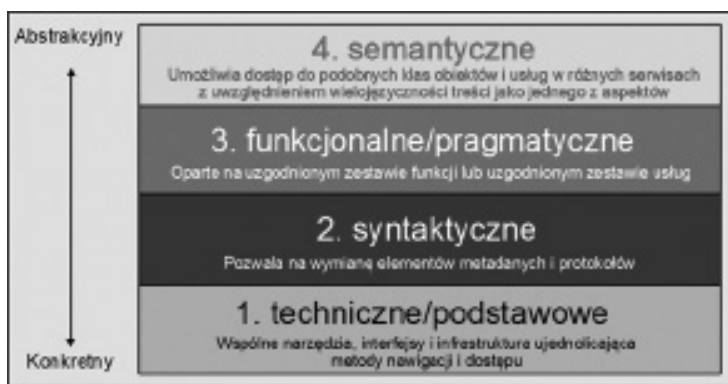 Abstrakcyjny
4. semantyczne
Umożliwia dostęp do podobnych klas obiektów i usług w różnych serwisach
z uwzględnieniem wielojęzyczności treści jako jednego z aspektów
3. funkcjonalne/pragmatyczne
Oparte na uzgodnionym zestawie funkcji lub uzgodnionym zestawie usług
2. syntaktyczne
Pozwala na wymianę elementów metadanych i protokołów
1. techniczne/podstawowe
Wspólne narzędzia, interfejsy i infrastruktura ujednolicająca
metody nawigacji i dostępu
Konkretny